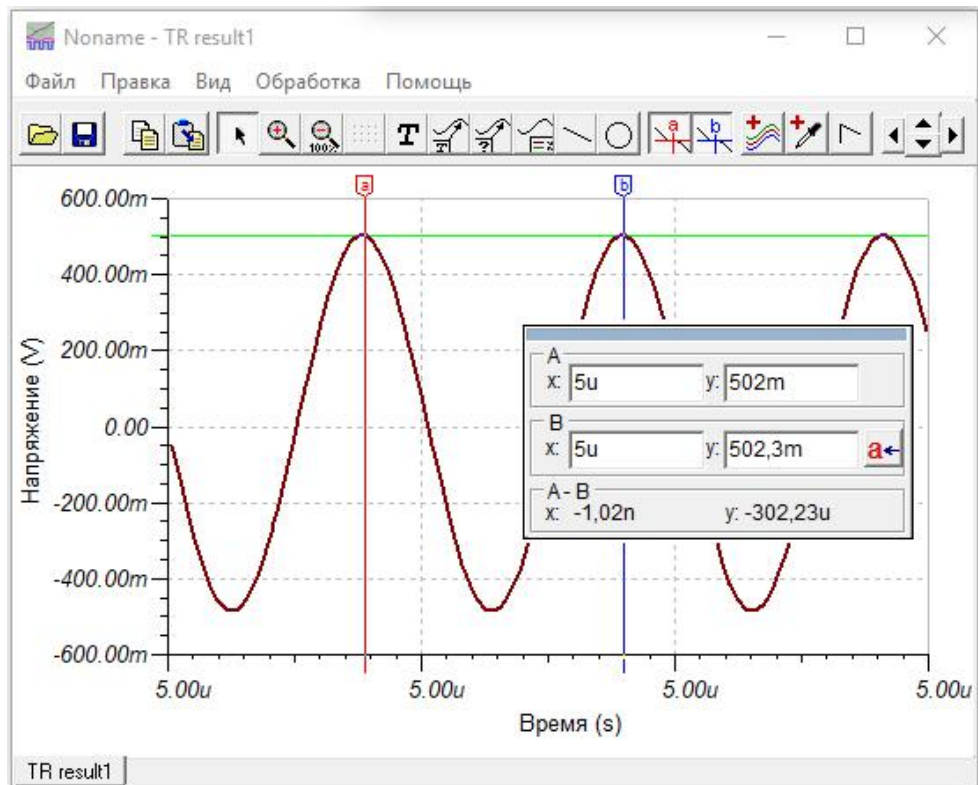 Noname - TR result1
Файл Правка Вид Обработка Помощь
100% T T ? =x a b
a b
600.00m
400.00m
200.00m
0.00
-200.00m
-400.00m
-600.00m
Напряжение (V)
A
x: 5u y: 502m
B
x: 5u y: 502,3m a←
A - B
x: -1,02n y: -302,23u
5.00u 5.00u 5.00u 5.00u
Время (s)
TR result1